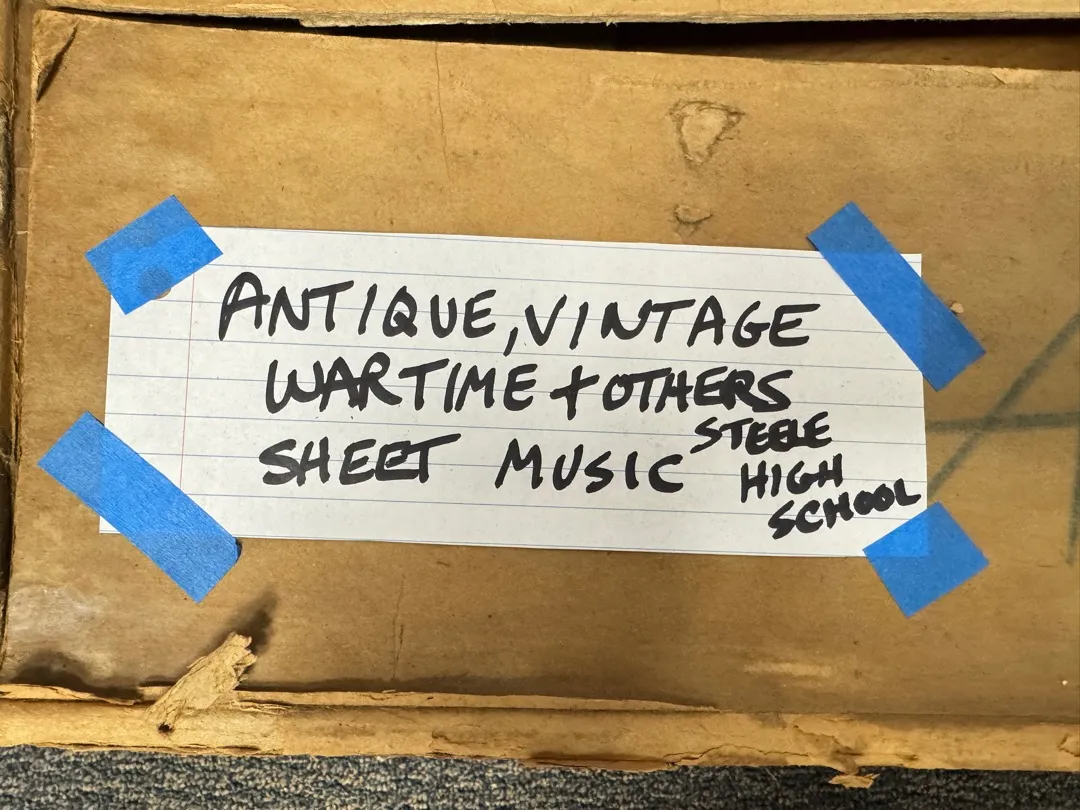 ANTIQUE, VINTAGE
WARTIME + OTHERS
SHEET MUSIC
STEELE
HIGH
SCHOOL